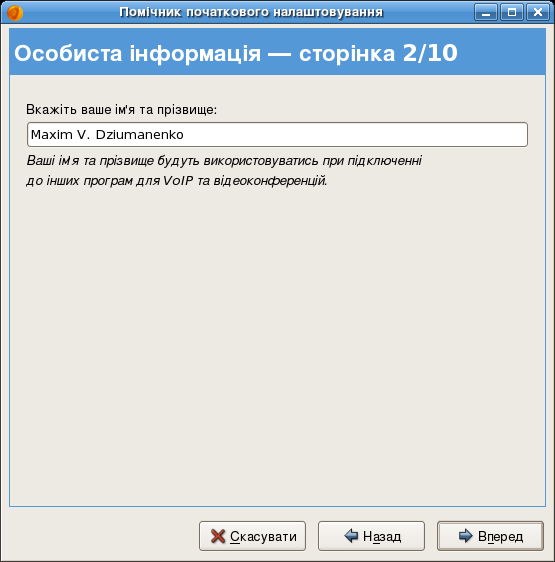 Помічник початкового налаштовування
Особиста інформація — сторінка 2/10
Вкажіть ваше ім'я та прізвище:
Maxim V. Dziumanenko
Ваші ім'я та прізвище будуть використовуватись при підключенні
до інших програм для VoIP та відеоконференцій.
Скасувати
Назад
Вперед